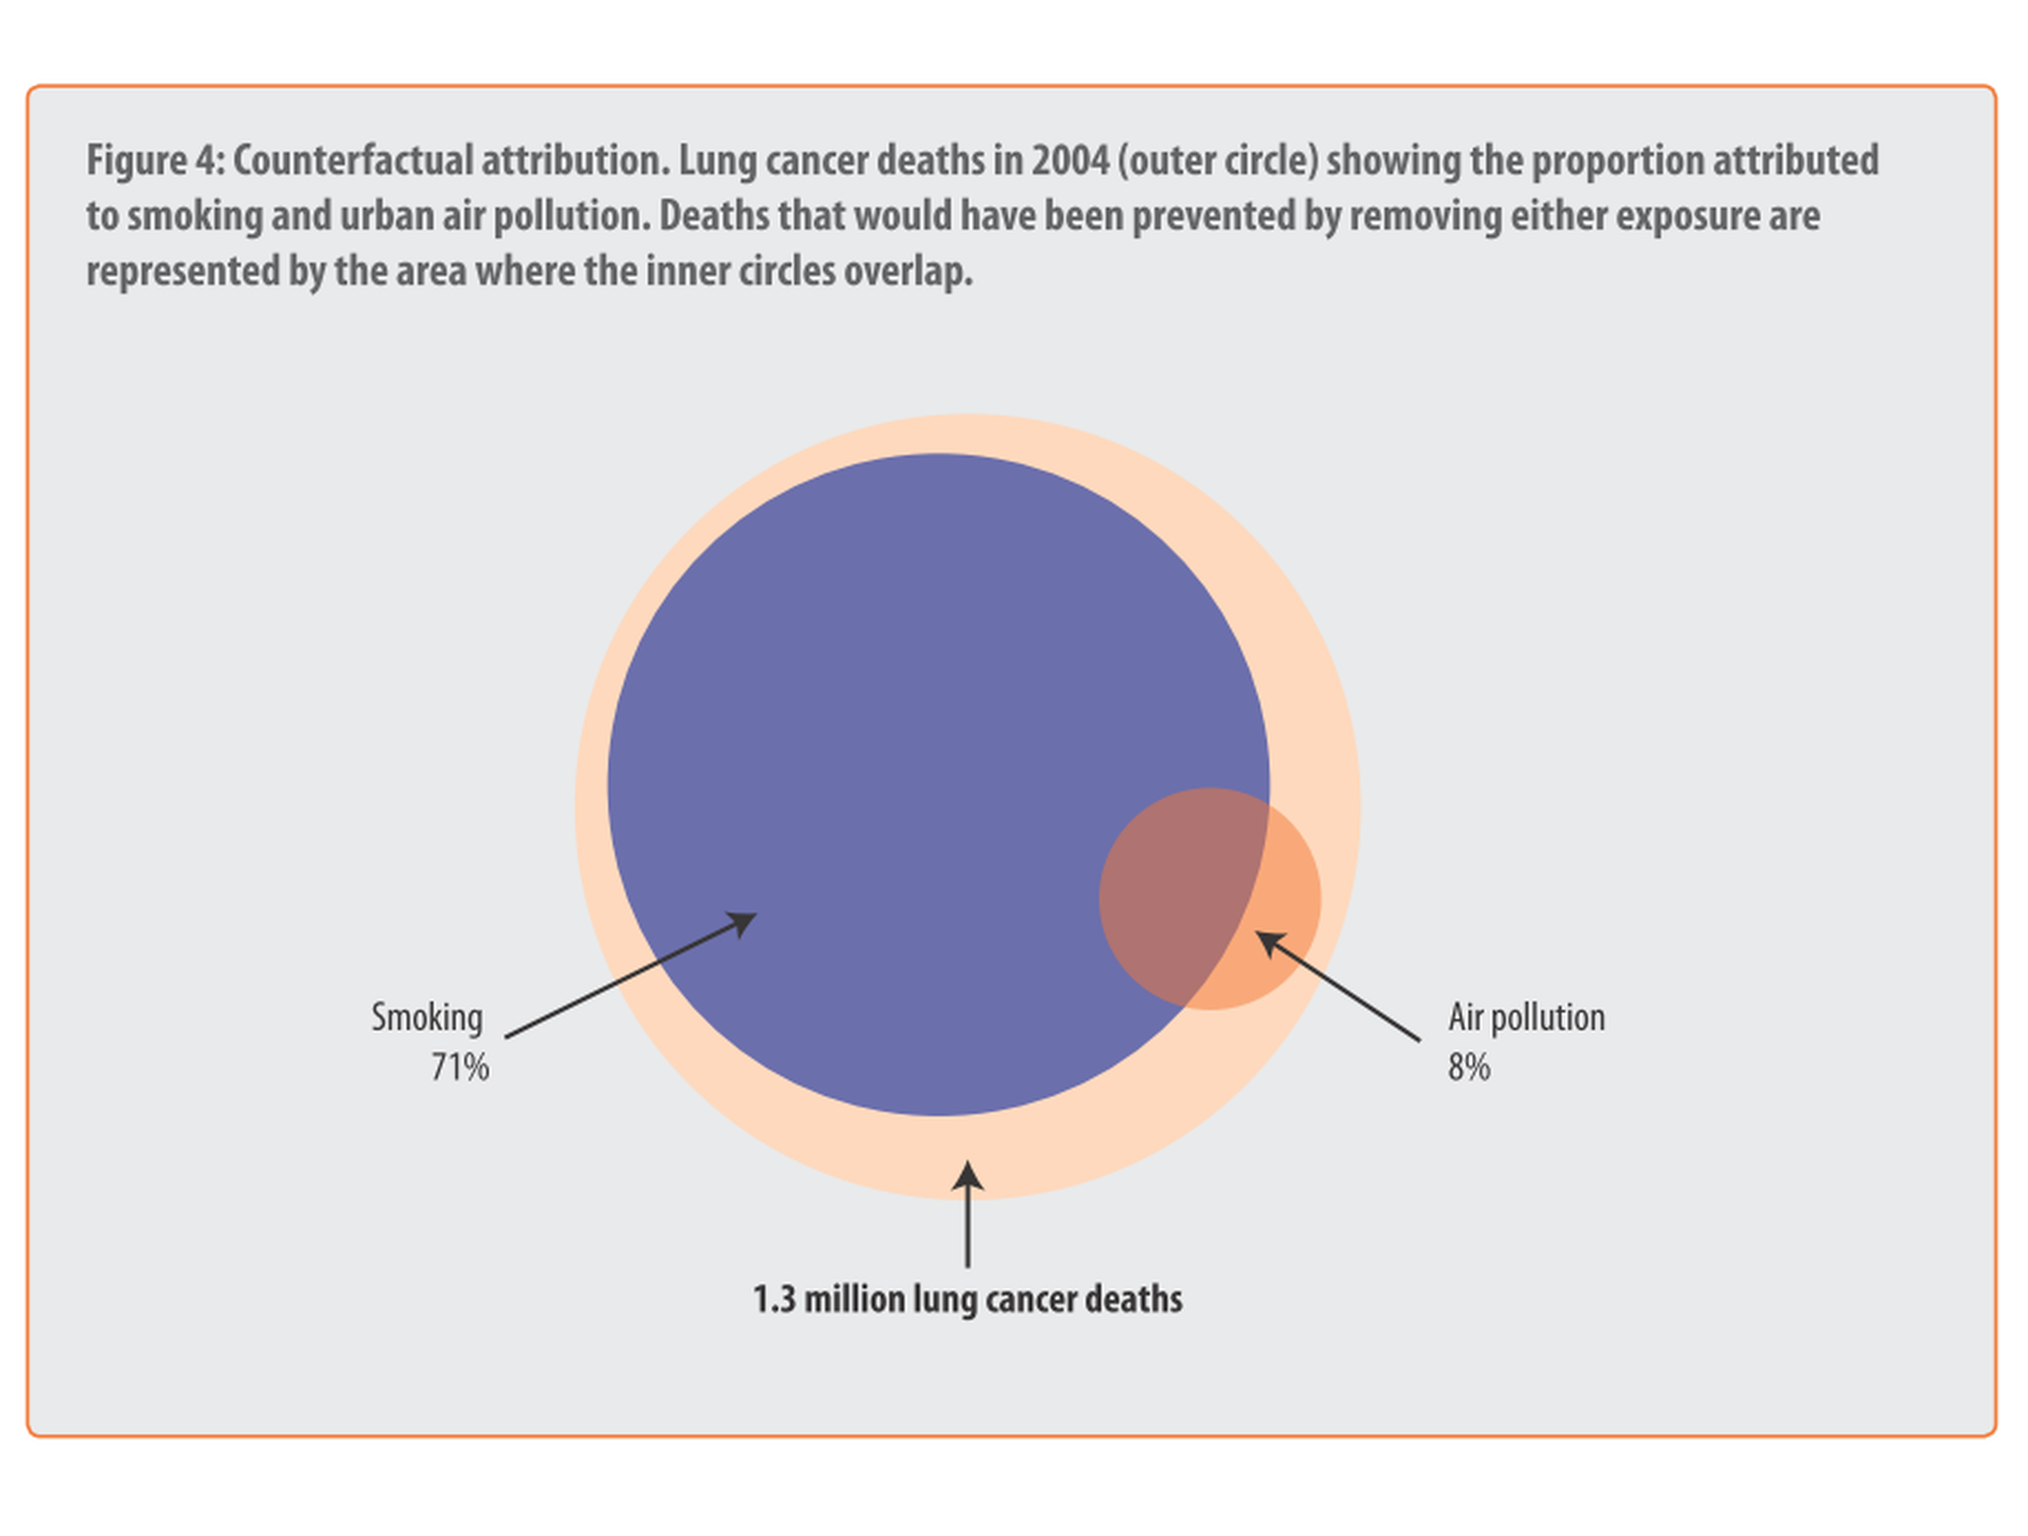 Figure 4: Counterfactual attribution. Lung cancer deaths in 2004 (outer circle) showing the proportion attributed
to smoking and urban air pollution. Deaths that would have been prevented by removing either exposure are
represented by the area where the inner circles overlap.
Smoking
71%
Air pollution
8%
1.3 million lung cancer deaths